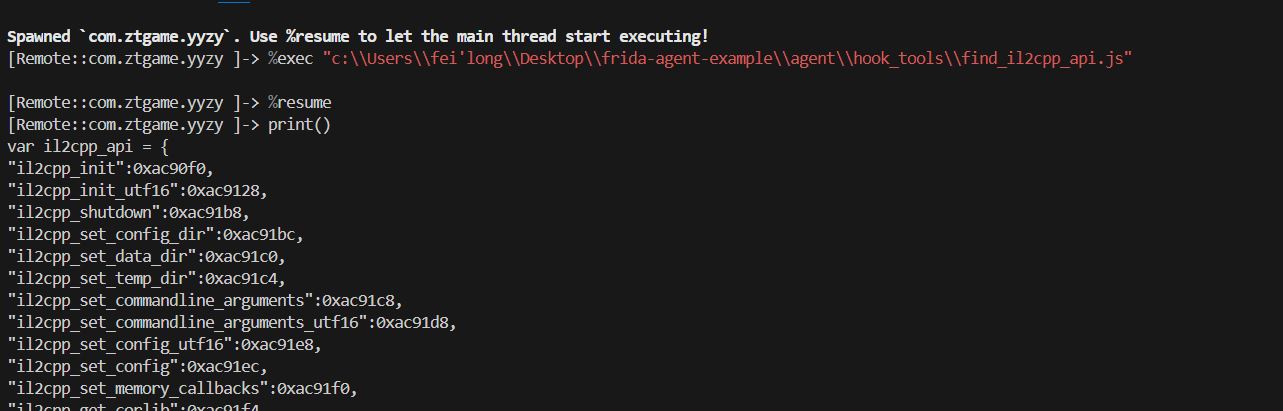 Spawned `com.ztgame.yyzy`. Use %resume to let the main thread start executing!
[Remote::com.ztgame.yyzy ]-> %exec "c:\\Users\\fei'long\\Desktop\\frida-agent-example\\agent\\hook_tools\\find_il2cpp_api.js"
[Remote::com.ztgame.yyzy ]-> %resume
[Remote::com.ztgame.yyzy ]-> print()
var il2cpp_api = {
"il2cpp_init":0xac90f0,
"il2cpp_init_utf16":0xac9128,
"il2cpp_shutdown":0xac91b8,
"il2cpp_set_config_dir":0xac91bc,
"il2cpp_set_data_dir":0xac91c0,
"il2cpp_set_temp_dir":0xac91c4,
"il2cpp_set_commandline_arguments":0xac91c8,
"il2cpp_set_commandline_arguments_utf16":0xac91d8,
"il2cpp_set_config_utf16":0xac91e8,
"il2cpp_set_config":0xac91ec,
"il2cpp_set_memory_callbacks":0xac91f0,
"il2cpp_get_corlib":0xac91f4,